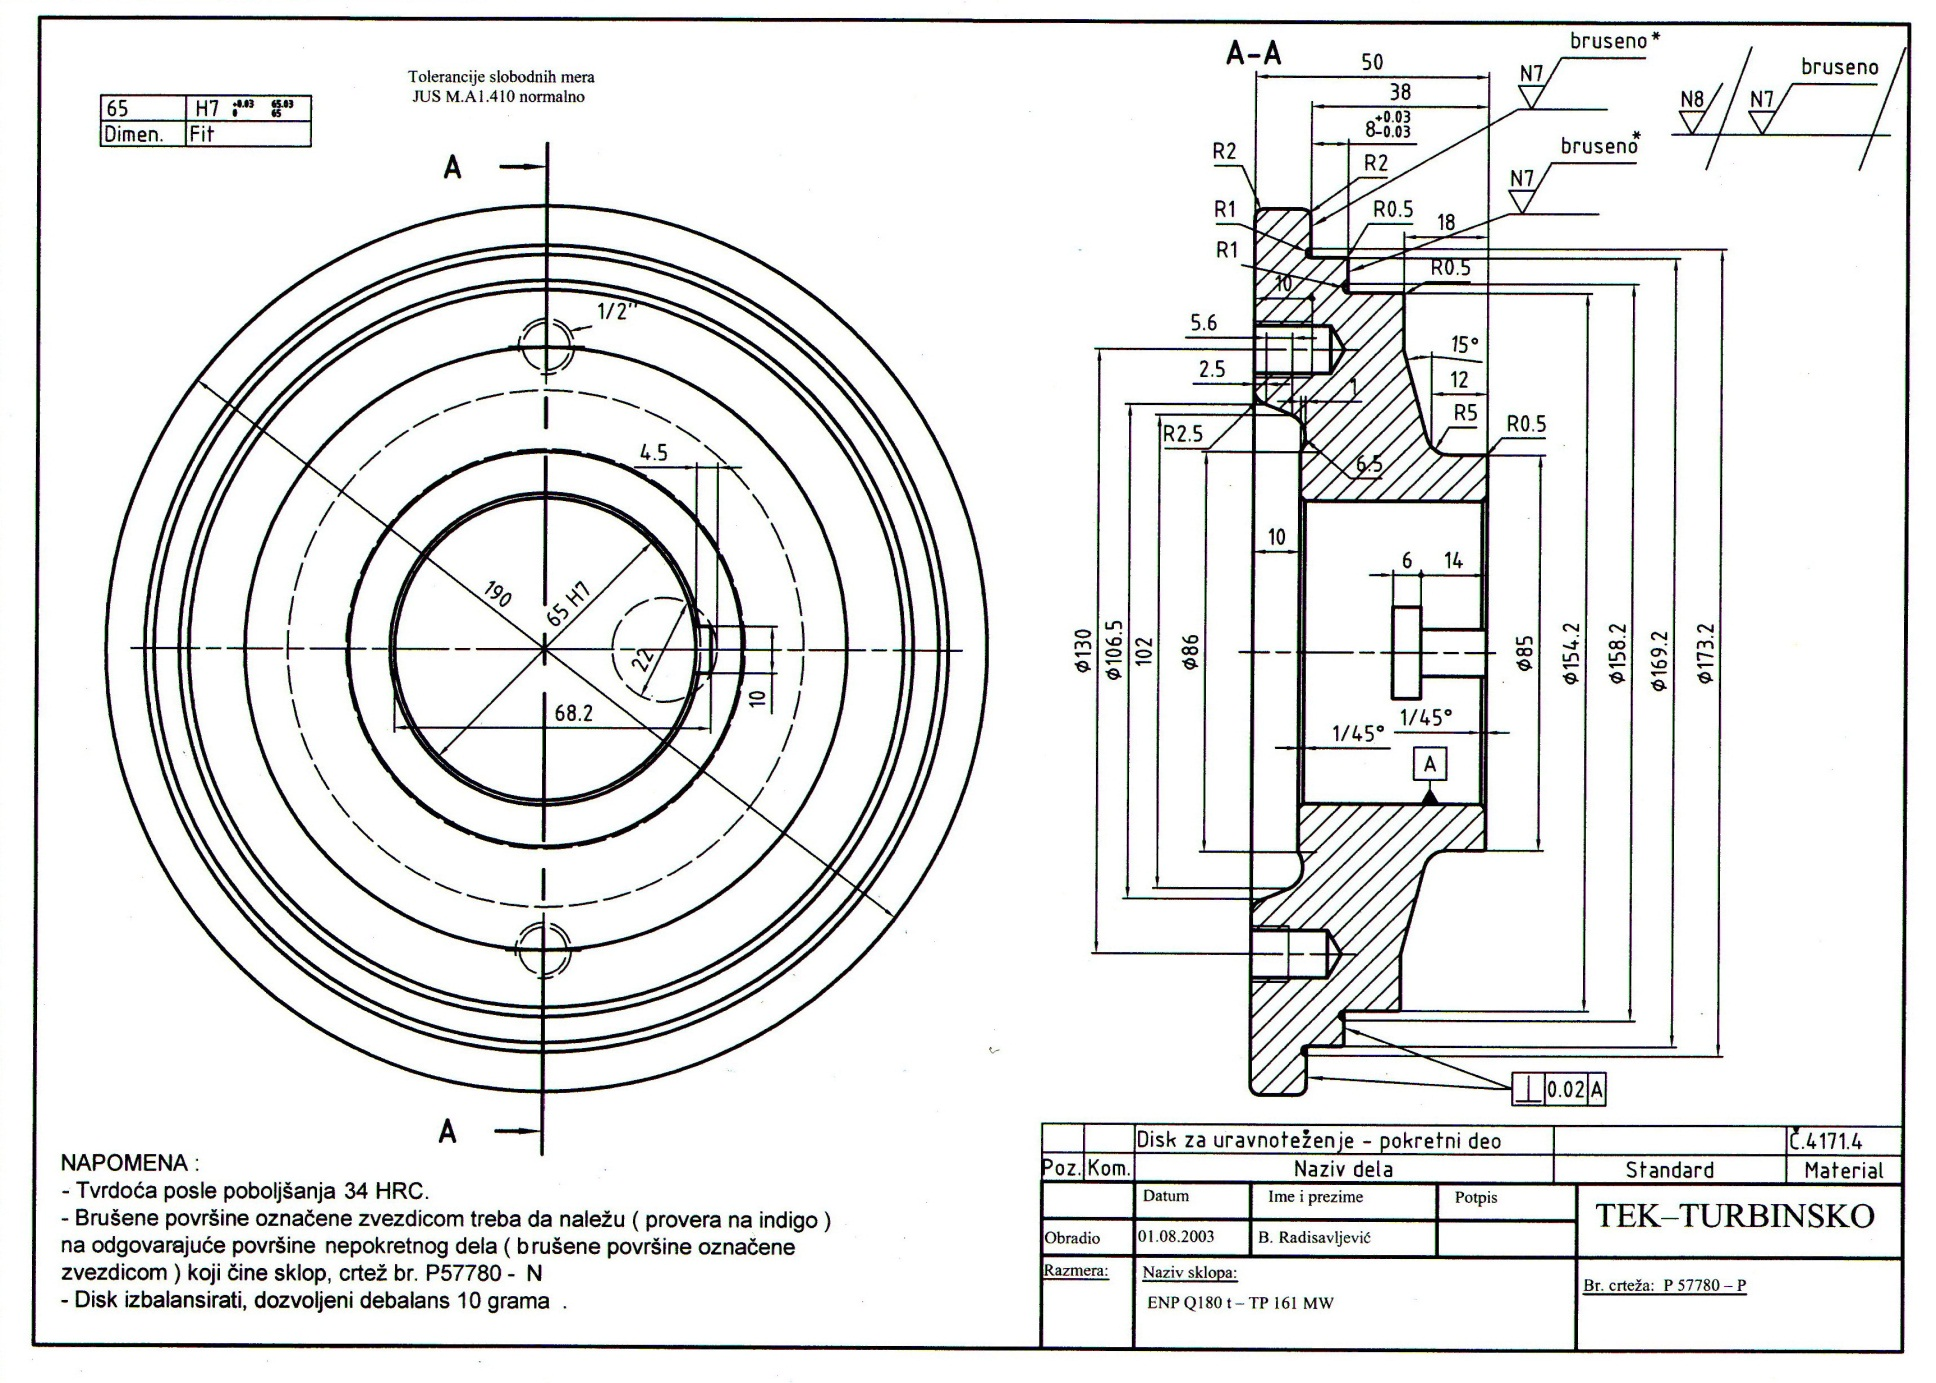 Tolerancije slobodnih mera
JUS M.A1.410 normalno
65 H7 +0.03 0 65.03 65
Dimen. Fit
A
1/2"
4.5
190
65 H7
22
10
68.2
A
A-A
50
38
8 +0.03 -0.03
bruseno*
N7
bruseno*
N7
N8
N7
bruseno
R2
R2
R1
R0.5
R1
18
R0.5
10
5.6
15°
2.5
12
1
R5
R0.5
R2.5
6.5
10
6
14
ϕ130
ϕ106.5
102
ϕ86
ϕ85
ϕ154.2
ϕ158.2
ϕ169.2
ϕ173.2
1/45°
1/45°
A
⊥ 0.02 A
NAPOMENA :
- Tvrdoća posle poboljšanja 34 HRC.
- Brušene površine označene zvezdicom treba da naležu ( provera na indigo )
na odgovarajuće površine nepokretnog dela ( brušene površine označene
zvezdicom ) koji čine sklop, crtež br. P57780 - N
- Disk izbalansirati, dozvoljeni debalans 10 grama .
Disk za uravnoteženje - pokretni deo Č.4171.4
Poz. Kom. Naziv dela Standard Material
Datum Ime i prezime Potpis
TEK–TURBINSKO
Obradio 01.08.2003 B. Radisavljević
Razmera: Naziv sklopa:
Br. crteža: P 57780 – P
ENP Q180 t – TP 161 MW